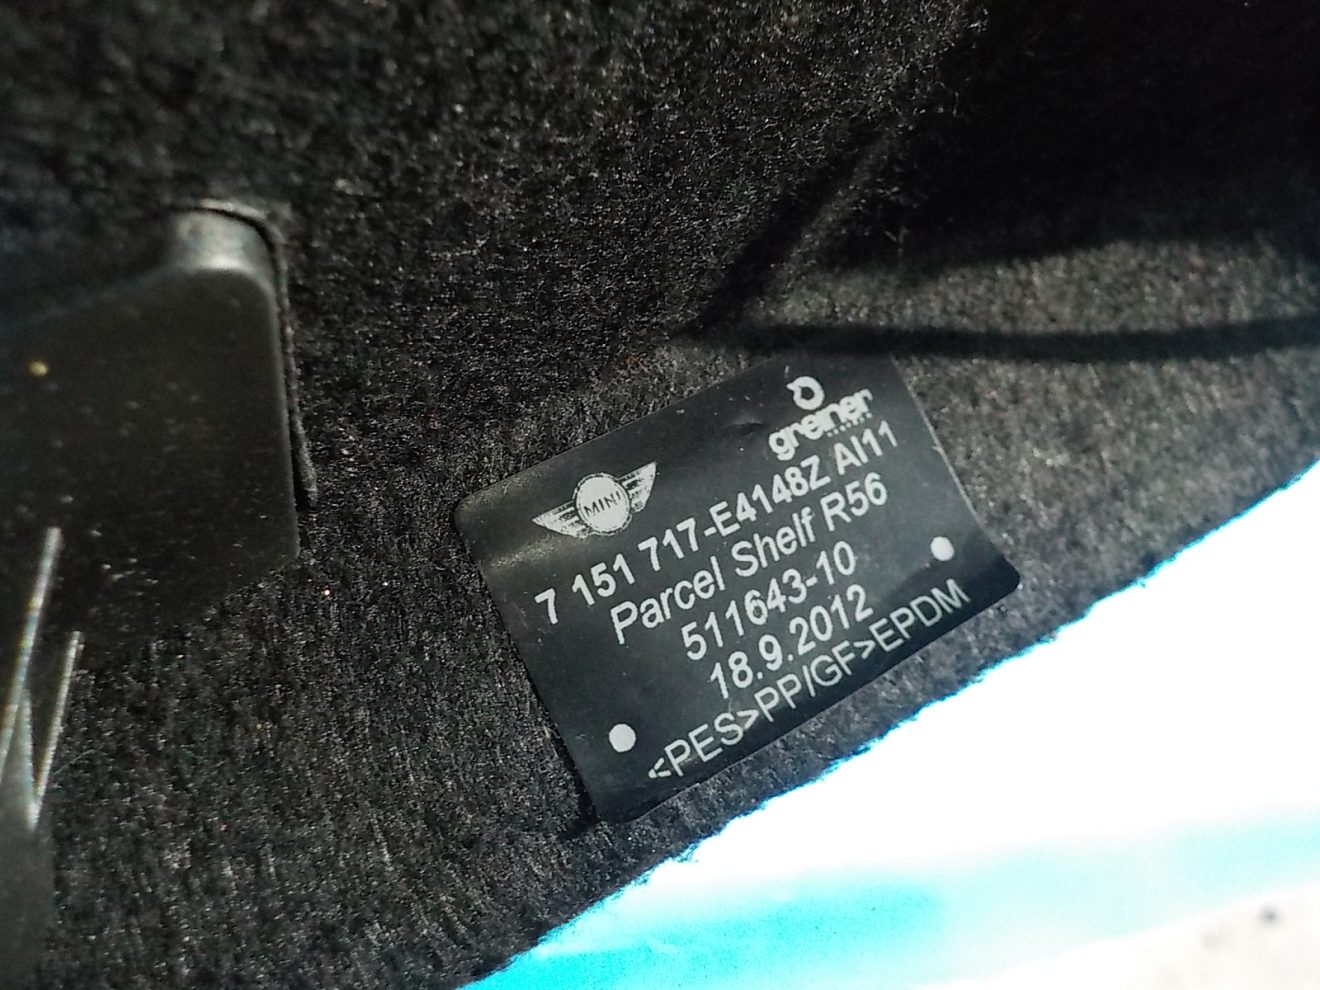 MINI
greiner
7 151 717-E4148Z AI11
Parcel Shelf R56
511643-10
18.9.2012
<PES>PP/GF>EPDM